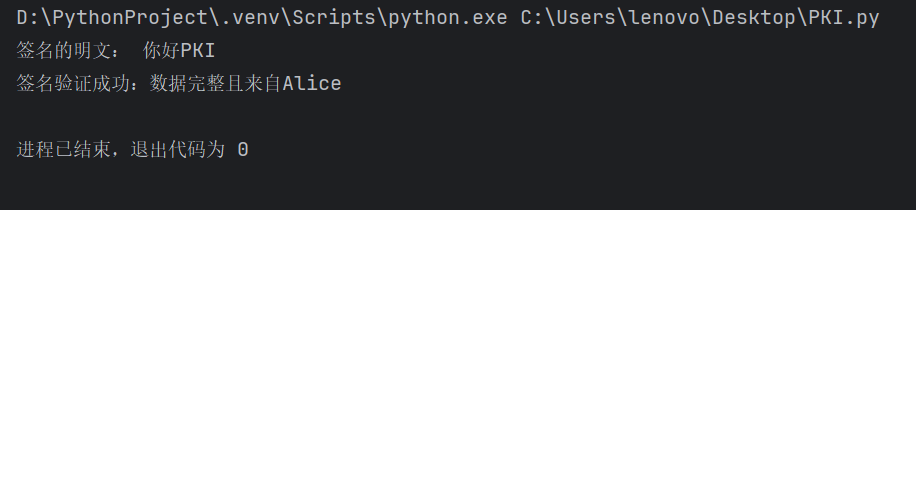 D:\PythonProject\.venv\Scripts\python.exe C:\Users\lenovo\Desktop\PKI.py
签名的明文: 你好PKI
签名验证成功:数据完整且来自Alice
进程已结束,退出代码为 0